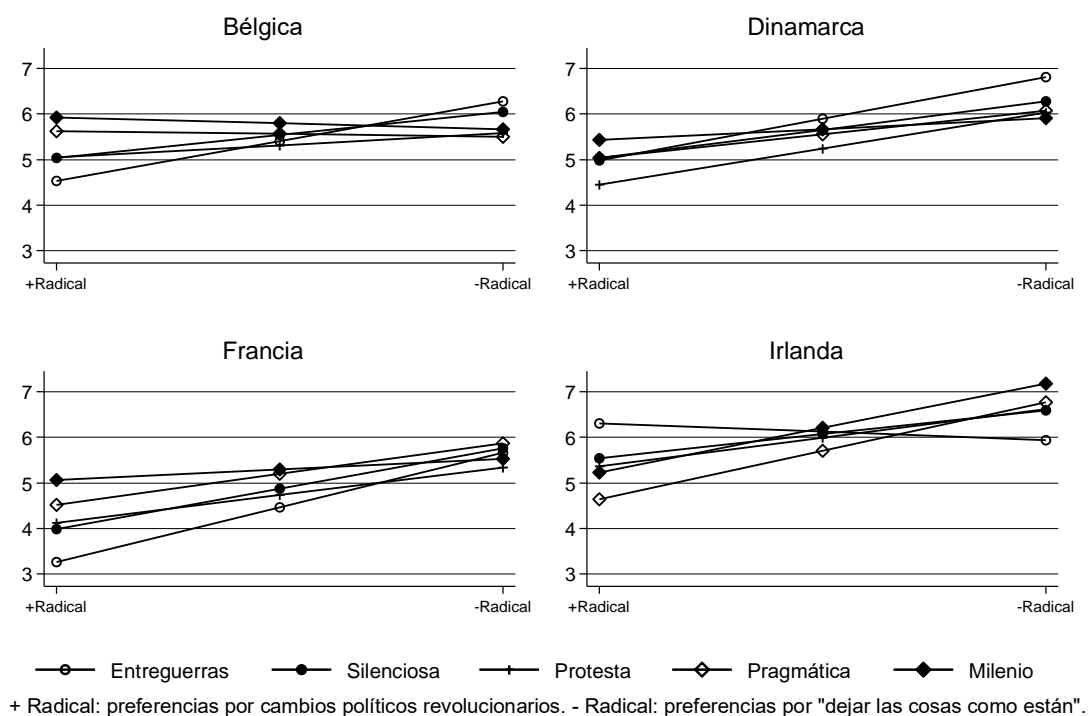 Bélgica
7
6
5
4
3
+Radical -Radical
Dinamarca
7
6
5
4
3
+Radical -Radical
Francia
7
6
5
4
3
+Radical -Radical
Irlanda
7
6
5
4
3
+Radical -Radical
Entreguerras Silenciosa Protesta Pragmática Milenio
+ Radical: preferencias por cambios políticos revolucionarios. - Radical: preferencias por "dejar las cosas como están".